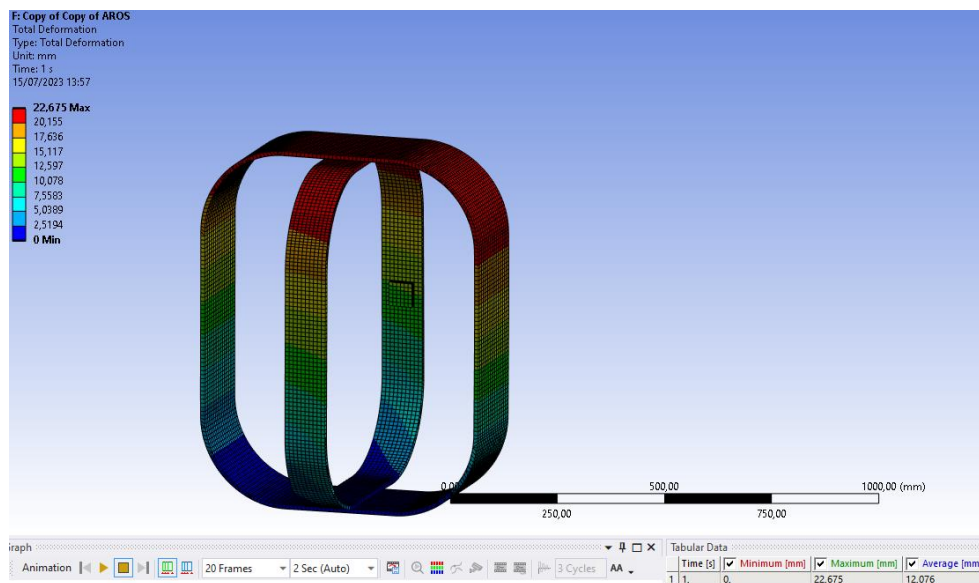 F: Copy of Copy of AROS
Total Deformation
Type: Total Deformation
Unit: mm
Time: 1 s
15/07/2023 13:57
22,675 Max
20,155
17,636
15,117
12,597
10,078
7,5583
5,0389
2,5194
0 Min
0,00
500,00
1000,00 (mm)
250,00
750,00
Graph
Animation
20 Frames
2 Sec (Auto)
3 Cycles
AA
Tabular Data
Time [s] Minimum [mm] Maximum [mm] Average [mm
1 1, 0, 22,675 12,076